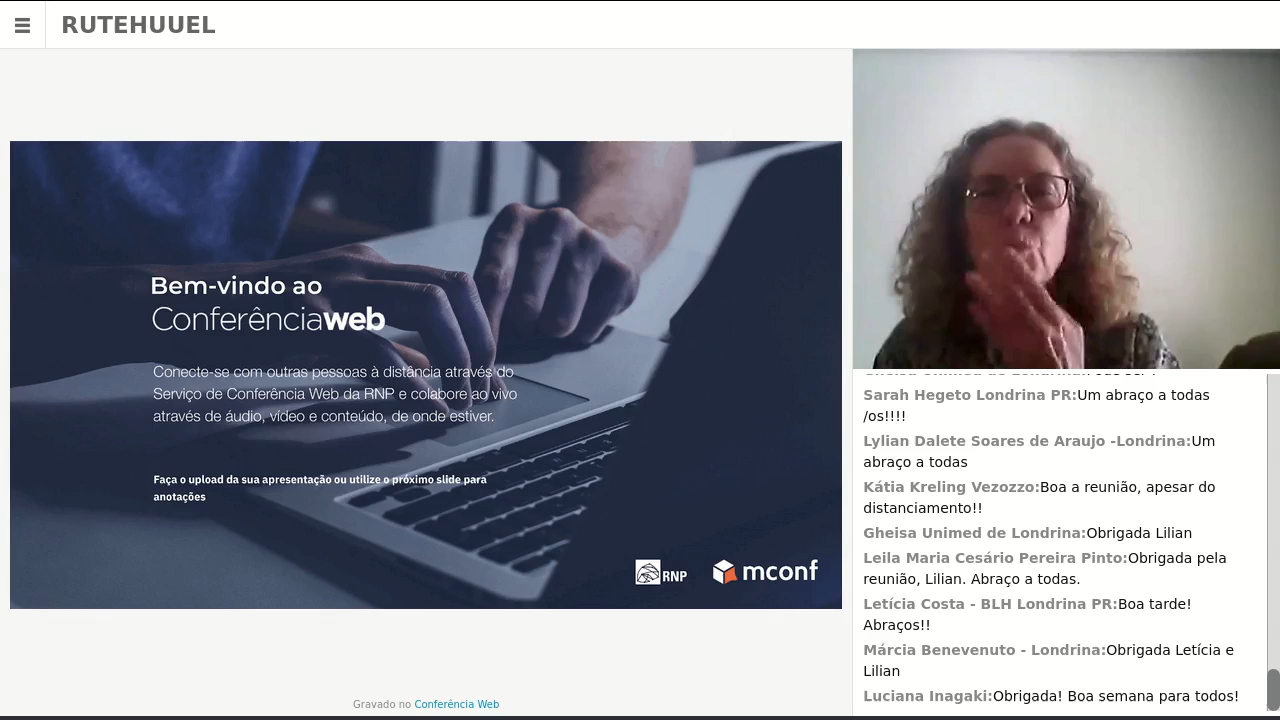 RUTEHUUEL
Bem-vindo ao
Conferênciaweb
Conecte-se com outras pessoas à distância através do
Serviço de Conferência Web da RNP e colabore ao vivo
através de áudio, vídeo e conteúdo, de onde estiver.
Faça o upload da sua apresentação ou utilize o próximo slide para
anotações
RNP
mconf
Gravado no Conferência Web
Sarah Hegeto Londrina PR:Um abraço a todas
/os!!!!
Lylian Dalete Soares de Araujo -Londrina:Um
abraço a todas
Kátia Kreling Vezozzo:Boa a reunião, apesar do
distanciamento!!
Gheisa Unimed de Londrina:Obrigada Lilian
Leila Maria Cesário Pereira Pinto:Obrigada pela
reunião, Lilian. Abraço a todas.
Letícia Costa - BLH Londrina PR:Boa tarde!
Abraços!!
Márcia Benevenuto - Londrina:Obrigada Letícia e
Lilian
Luciana Inagaki:Obrigada! Boa semana para todos!